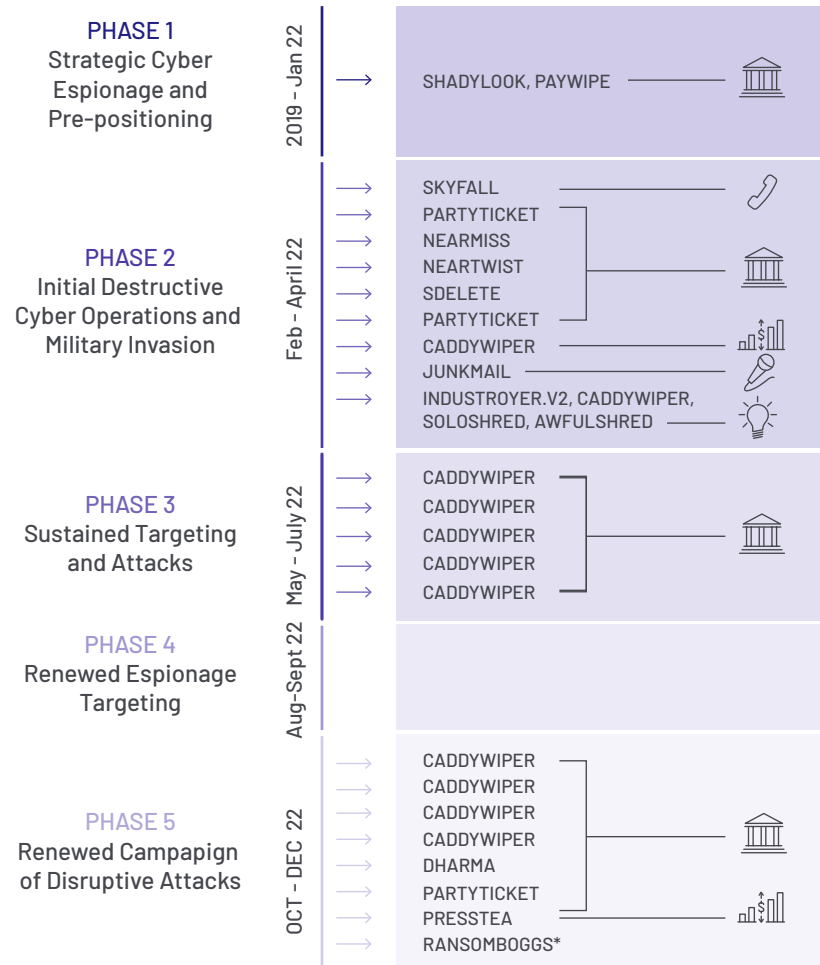 PHASE 1
Strategic Cyber
Espionage and
Pre-positioning
2019 - Jan 22
SHADYLOOK, PAYWIPE
PHASE 2
Initial Destructive
Cyber Operations and
Military Invasion
Feb - April 22
SKYFALL
PARTYTICKET
NEARMISS
NEARTWIST
SDELETE
PARTYTICKET
CADDYWIPER
JUNKMAIL
INDUSTROYER.V2, CADDYWIPER,
SOLOSHRED, AWFULSHRED
$
PHASE 3
Sustained Targeting
and Attacks
May - July 22
CADDYWIPER
CADDYWIPER
CADDYWIPER
CADDYWIPER
CADDYWIPER
PHASE 4
Renewed Espionage
Targeting
Aug-Sept 22
PHASE 5
Renewed Campapign
of Disruptive Attacks
OCT - DEC 22
CADDYWIPER
CADDYWIPER
CADDYWIPER
CADDYWIPER
DHARMA
PARTYTICKET
PRESSTEA
RANSOMBOGGS*
$